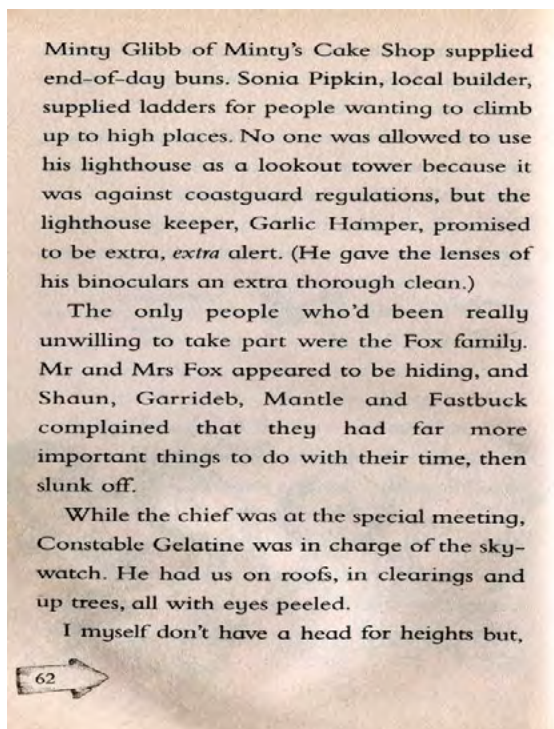 Minty Glibb of Minty's Cake Shop supplied
end-of-day buns. Sonia Pipkin, local builder,
supplied ladders for people wanting to climb
up to high places. No one was allowed to use
his lighthouse as a lookout tower because it
was against coastguard regulations, but the
lighthouse keeper, Garlic Hamper, promised
to be extra, extra alert. (He gave the lenses of
his binoculars an extra thorough clean.)
The only people who'd been really
unwilling to take part were the Fox family.
Mr and Mrs Fox appeared to be hiding, and
Shaun, Garrideb, Mantle and Fastbuck
complained that they had far more
important things to do with their time, then
slunk off.
While the chief was at the special meeting,
Constable Gelatine was in charge of the sky-
watch. He had us on roofs, in clearings and
up trees, all with eyes peeled.
I myself don't have a head for heights but,
62